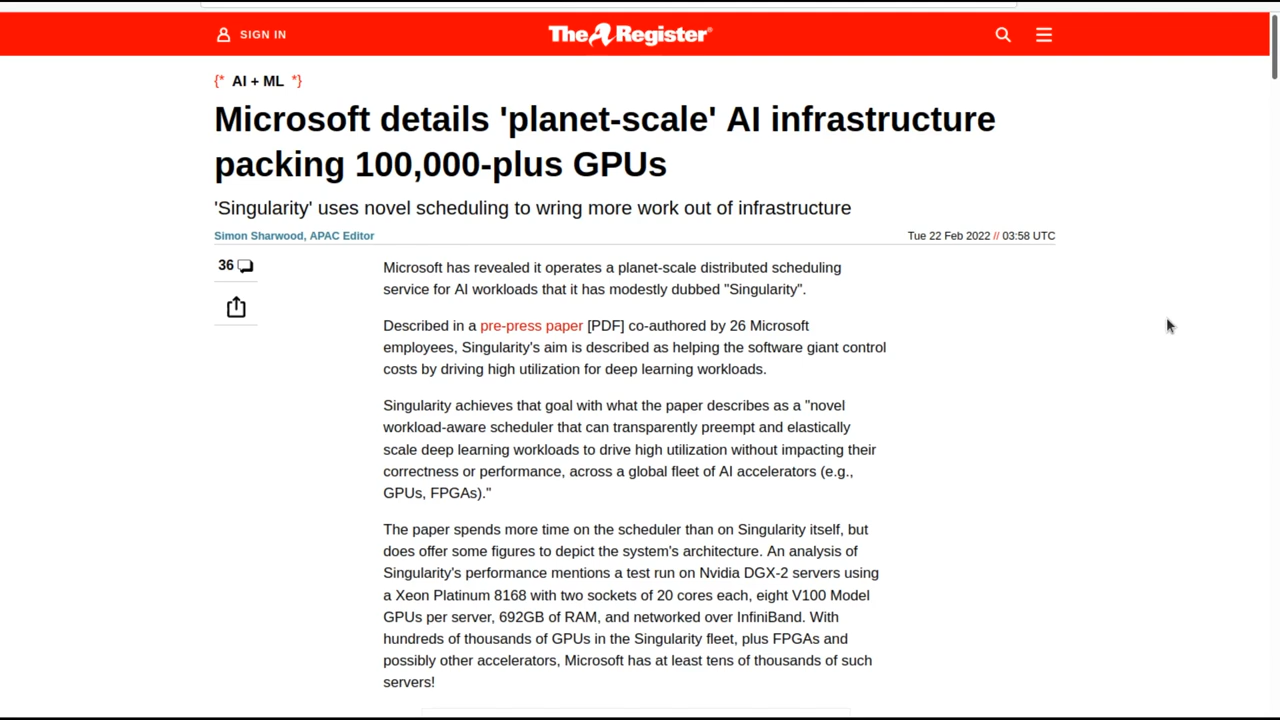 SIGN IN
The Register®
{* AI + ML *}
Microsoft details 'planet-scale' AI infrastructure
packing 100,000-plus GPUs
'Singularity' uses novel scheduling to wring more work out of infrastructure
Simon Sharwood, APAC Editor
Tue 22 Feb 2022 // 03:58 UTC
36
Microsoft has revealed it operates a planet-scale distributed scheduling
service for AI workloads that it has modestly dubbed "Singularity".
Described in a pre-press paper [PDF] co-authored by 26 Microsoft
employees, Singularity's aim is described as helping the software giant control
costs by driving high utilization for deep learning workloads.
Singularity achieves that goal with what the paper describes as a "novel
workload-aware scheduler that can transparently preempt and elastically
scale deep learning workloads to drive high utilization without impacting their
correctness or performance, across a global fleet of AI accelerators (e.g.,
GPUs, FPGAs)."
The paper spends more time on the scheduler than on Singularity itself, but
does offer some figures to depict the system's architecture. An analysis of
Singularity's performance mentions a test run on Nvidia DGX-2 servers using
a Xeon Platinum 8168 with two sockets of 20 cores each, eight V100 Model
GPUs per server, 692GB of RAM, and networked over InfiniBand. With
hundreds of thousands of GPUs in the Singularity fleet, plus FPGAs and
possibly other accelerators, Microsoft has at least tens of thousands of such
servers!